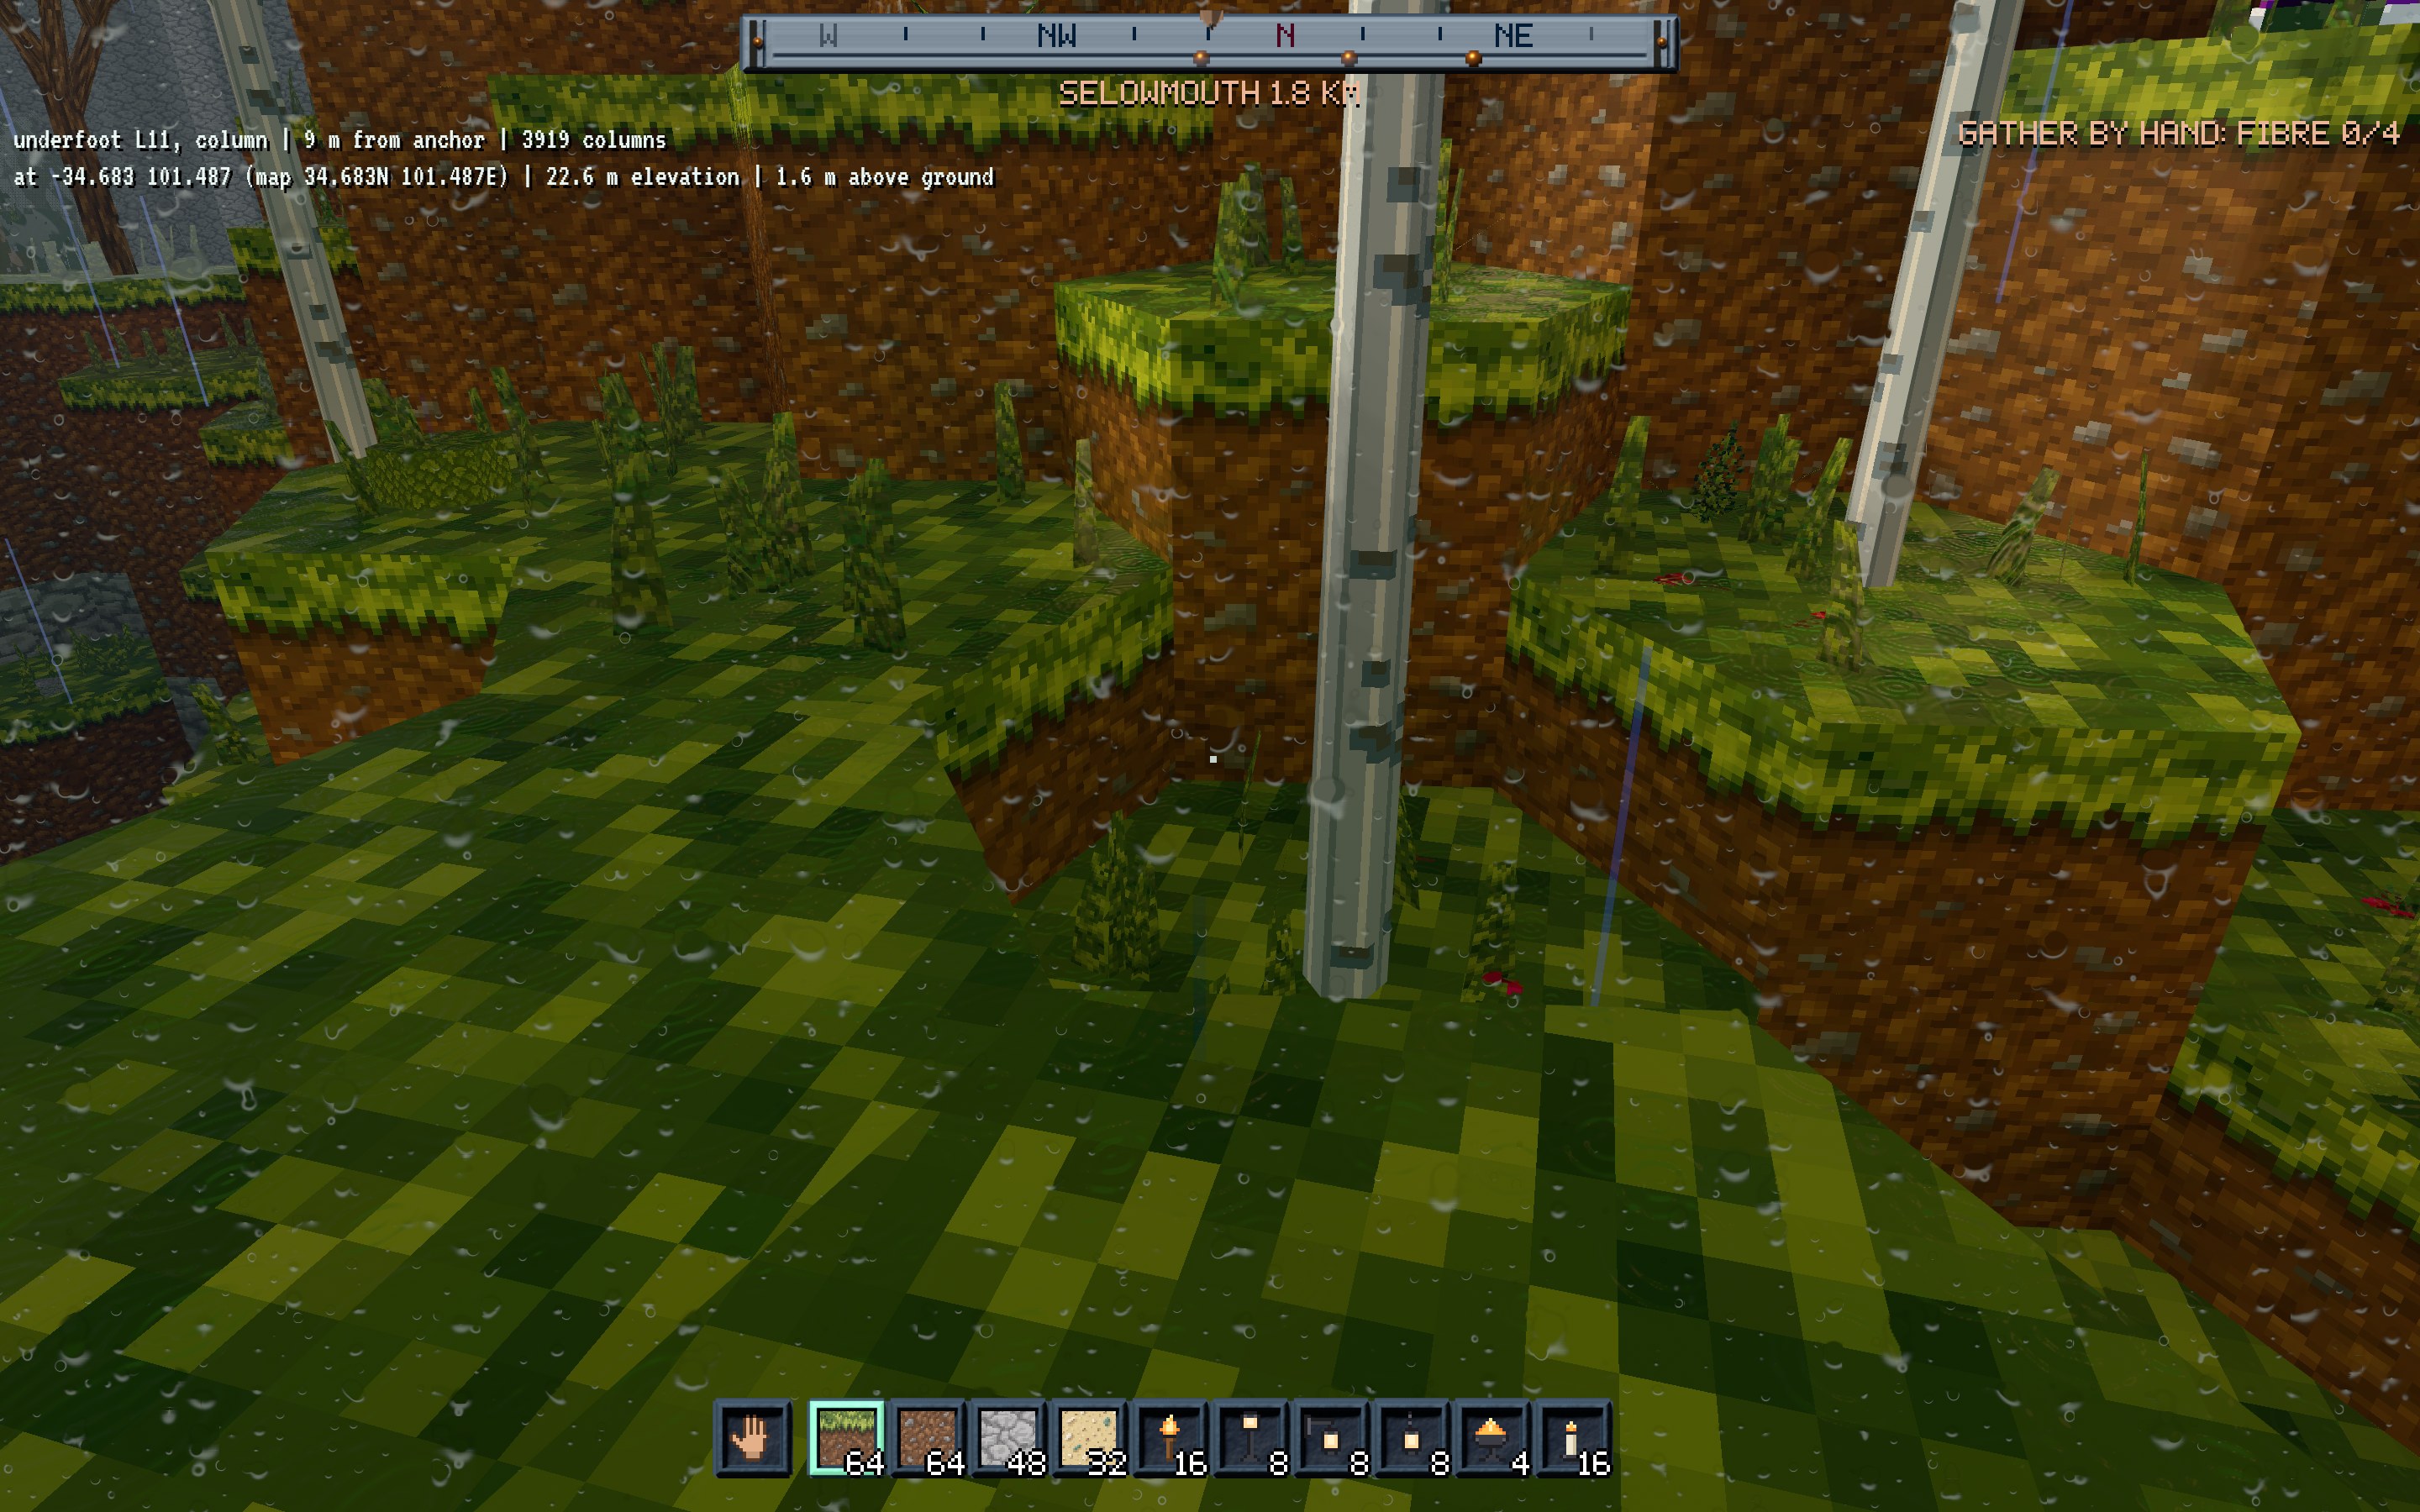 W NW N NE
SELOWMOUTH 1.8 KM
underfoot L11, column | 9 m from anchor | 3919 columns
GATHER BY HAND: FIBRE 0/4
at -34.683 101.487 (map 34.683N 101.487E) | 22.6 m elevation | 1.6 m above ground
64 64 48 32 16 8 8 8 4 16